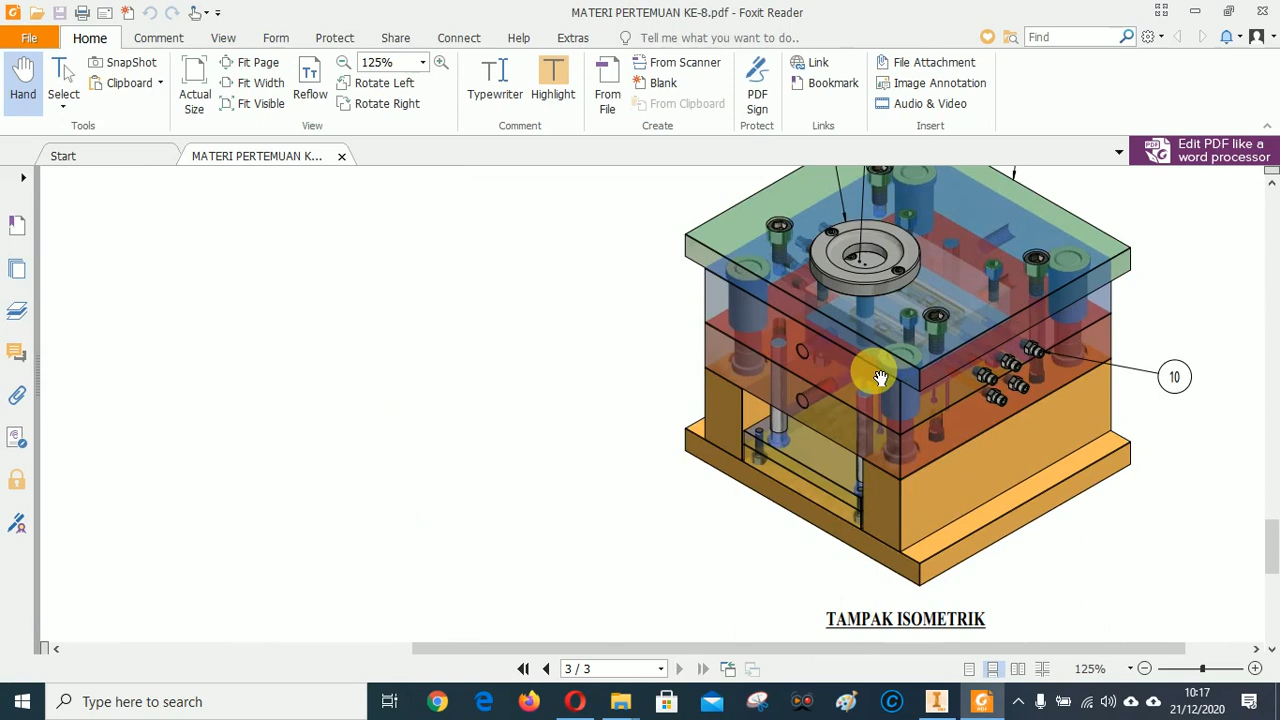 MATERI PERTEMUAN KE-8.pdf - Foxit Reader
File Home Comment View Form Protect Share Connect Help Extras Tell me what you want to do... Find
Hand
Select
SnapShot
Clipboard
Tools
Actual Size
Fit Page
Fit Width
Fit Visible
Reflow
125%
Rotate Left
Rotate Right
View
Typewriter
Highlight
Comment
From File
From Scanner
Blank
From Clipboard
Create
PDF Sign
Protect
Link
Bookmark
Links
File Attachment
Image Annotation
Audio & Video
Insert
Start
MATERI PERTEMUAN K...
Edit PDF like a
word processor
10
TAMPAK ISOMETRIK
3 / 3
125%
Type here to search
10:17
21/12/2020